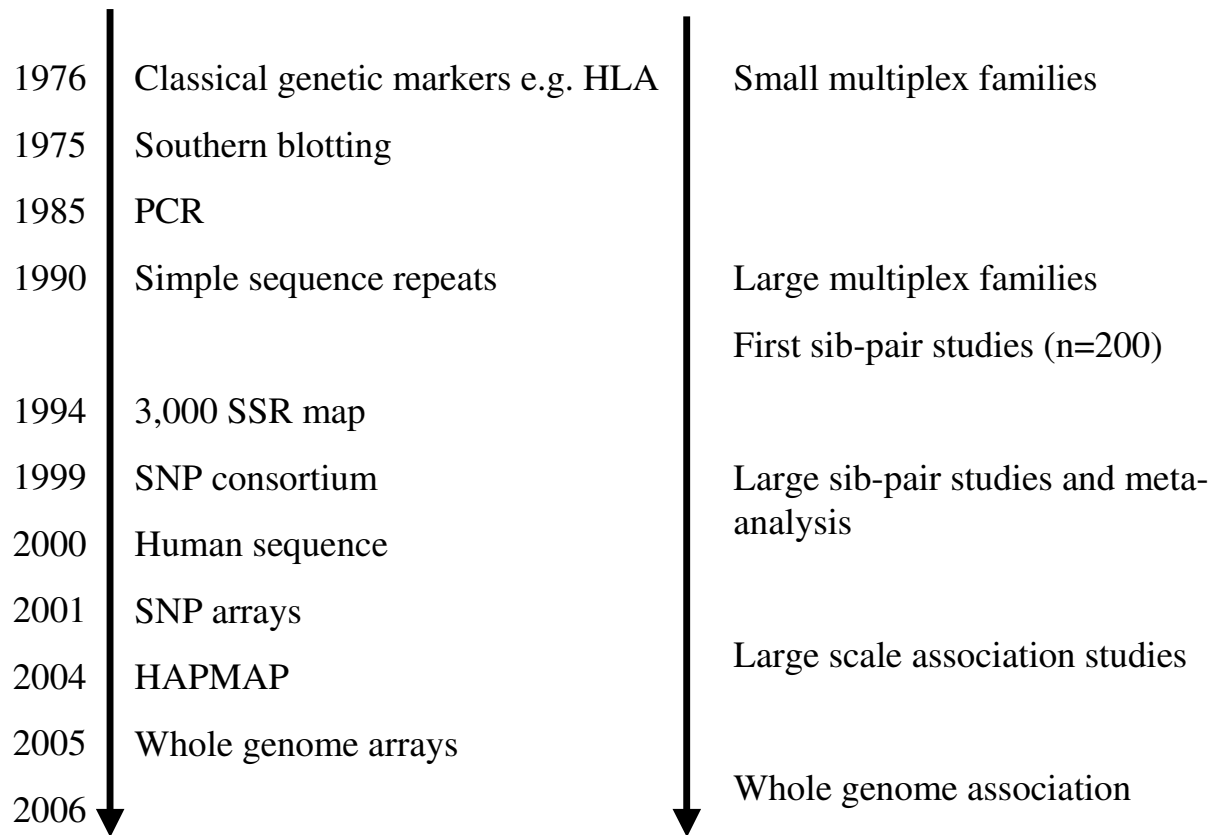 1976 Classical genetic markers e.g. HLA Small multiplex families
1975 Southern blotting
1985 PCR
1990 Simple sequence repeats Large multiplex families
First sib-pair studies (n=200)
1994 3,000 SSR map
1999 SNP consortium Large sib-pair studies and meta-
analysis
2000 Human sequence
2001 SNP arrays
Large scale association studies
2004 HAPMAP
2005 Whole genome arrays
Whole genome association
2006